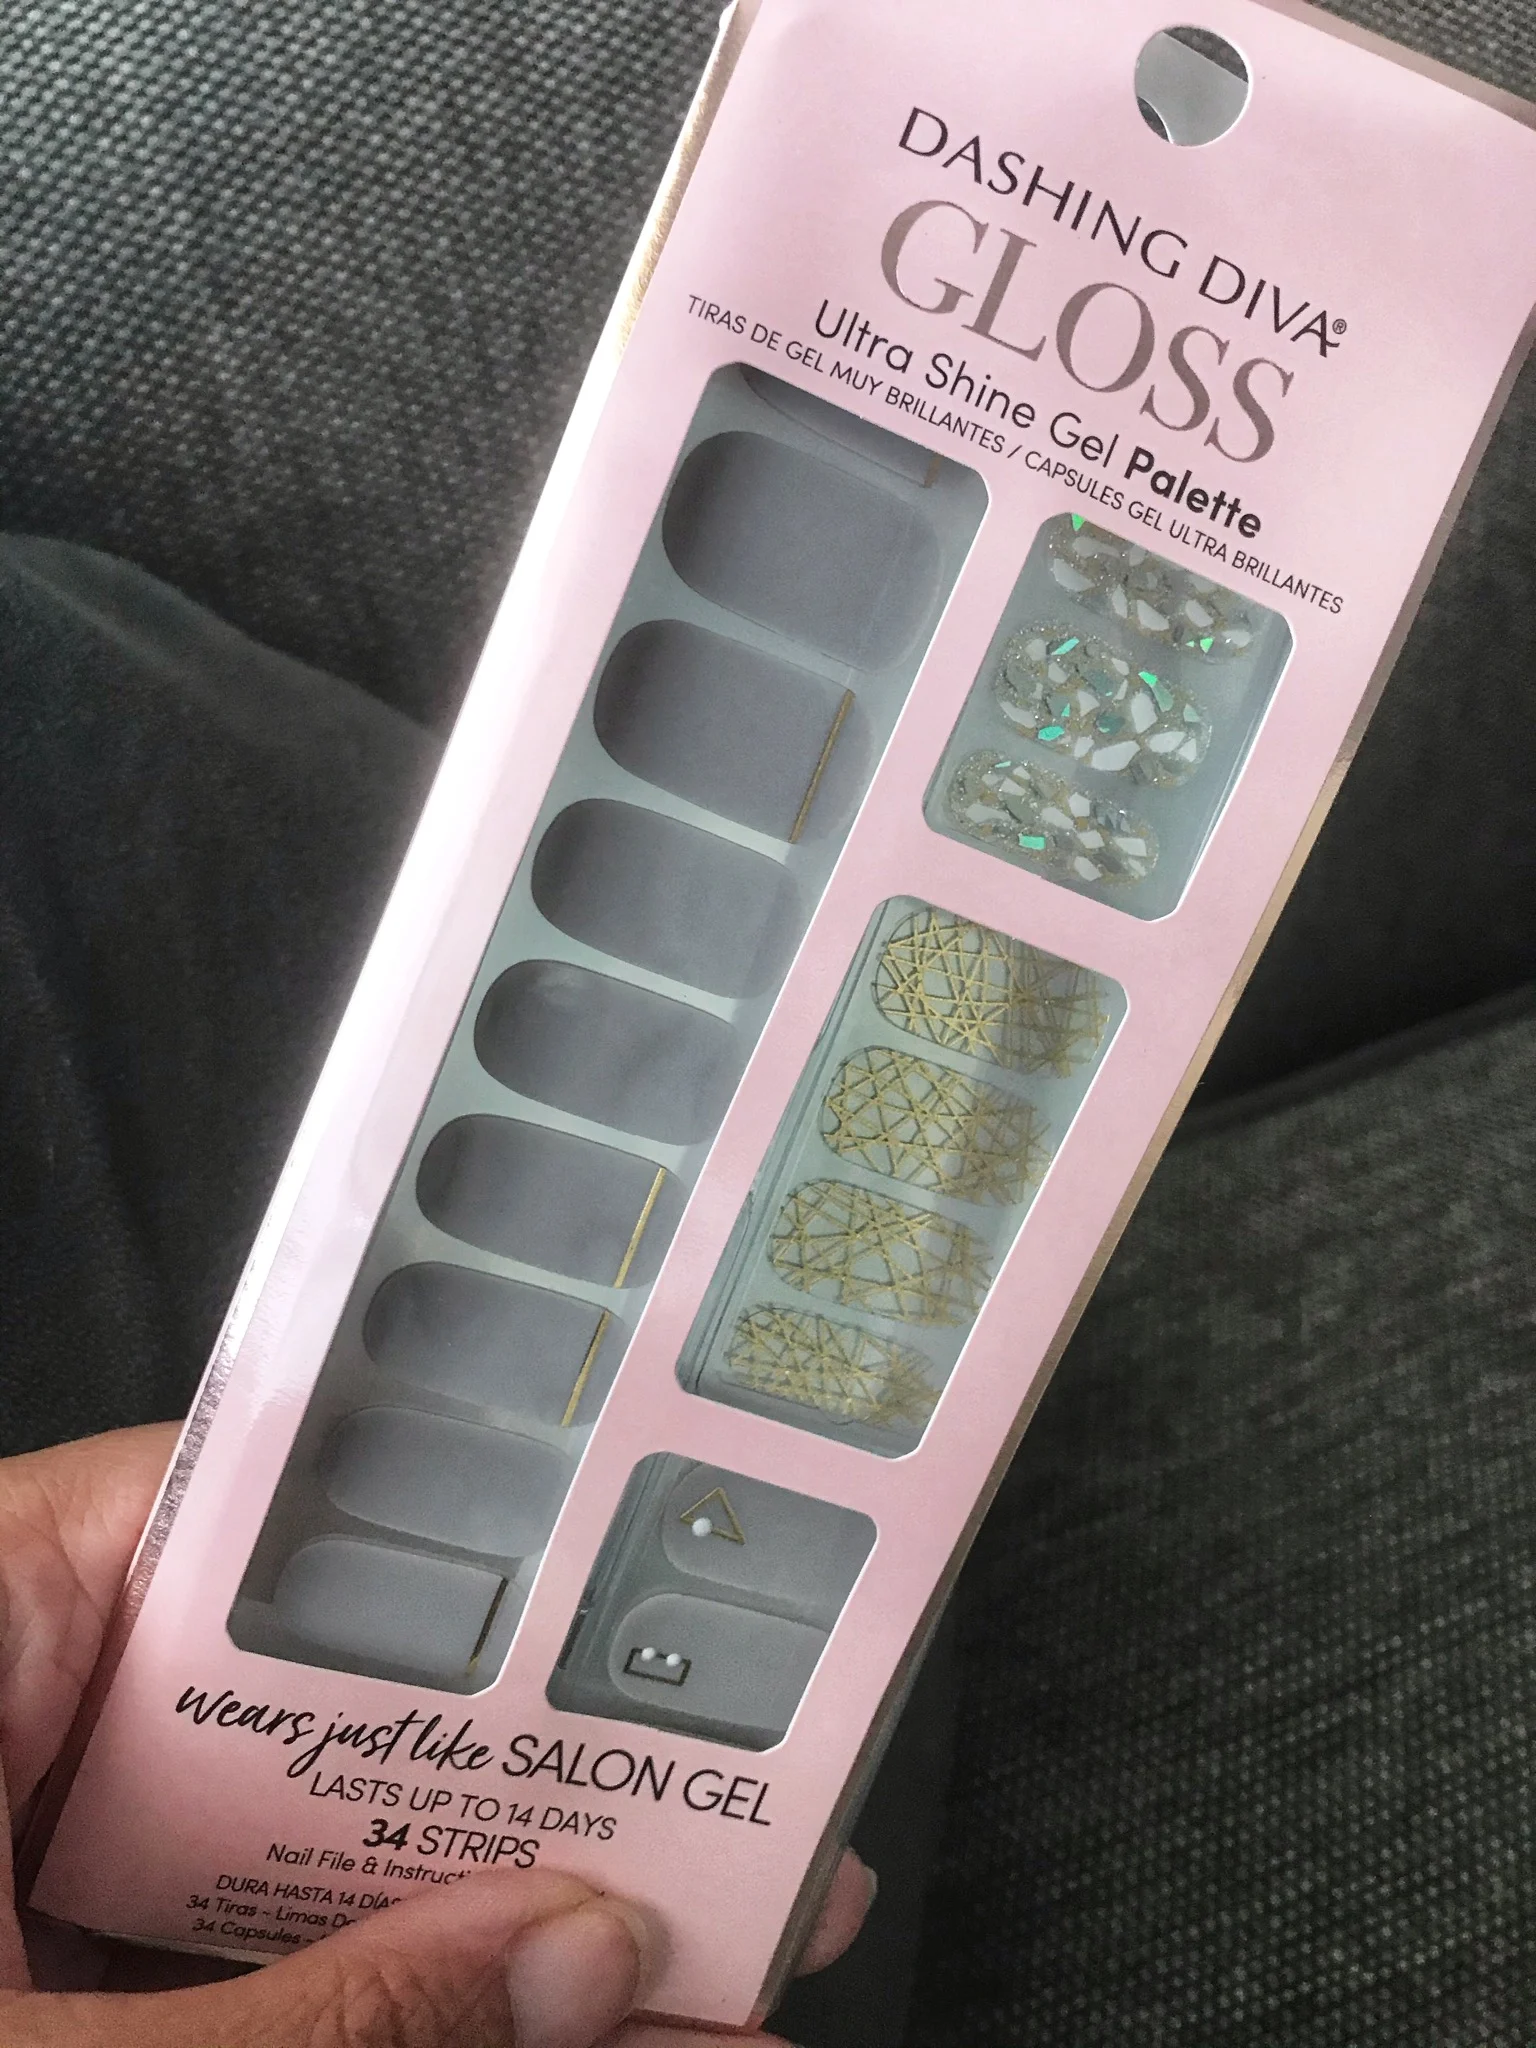 DASHING DIVA®
GLOSS
Ultra Shine Gel Palette
TIRAS DE GEL MUY BRILLANTES / CAPSULES GEL ULTRA BRILLANTES
wears just like SALON GEL
LASTS UP TO 14 DAYS
34 STRIPS
Nail File &
DURA HASTA 14
34 Tiras - Limas
34 Capsules -